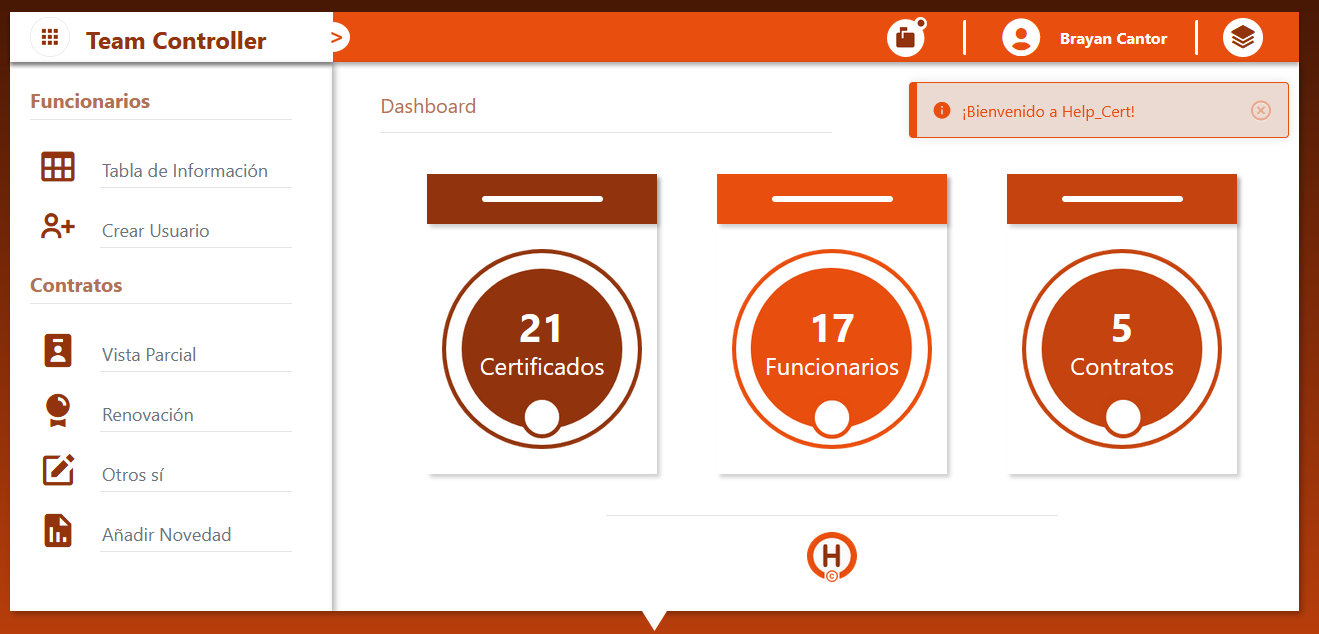 Team Controller
>
Brayan Cantor
Funcionarios
Tabla de Información
Crear Usuario
Contratos
Vista Parcial
Renovación
Otros sí
Añadir Novedad
Dashboard
¡Bienvenido a Help_Cert!
21
Certificados
17
Funcionarios
5
Contratos
H
©